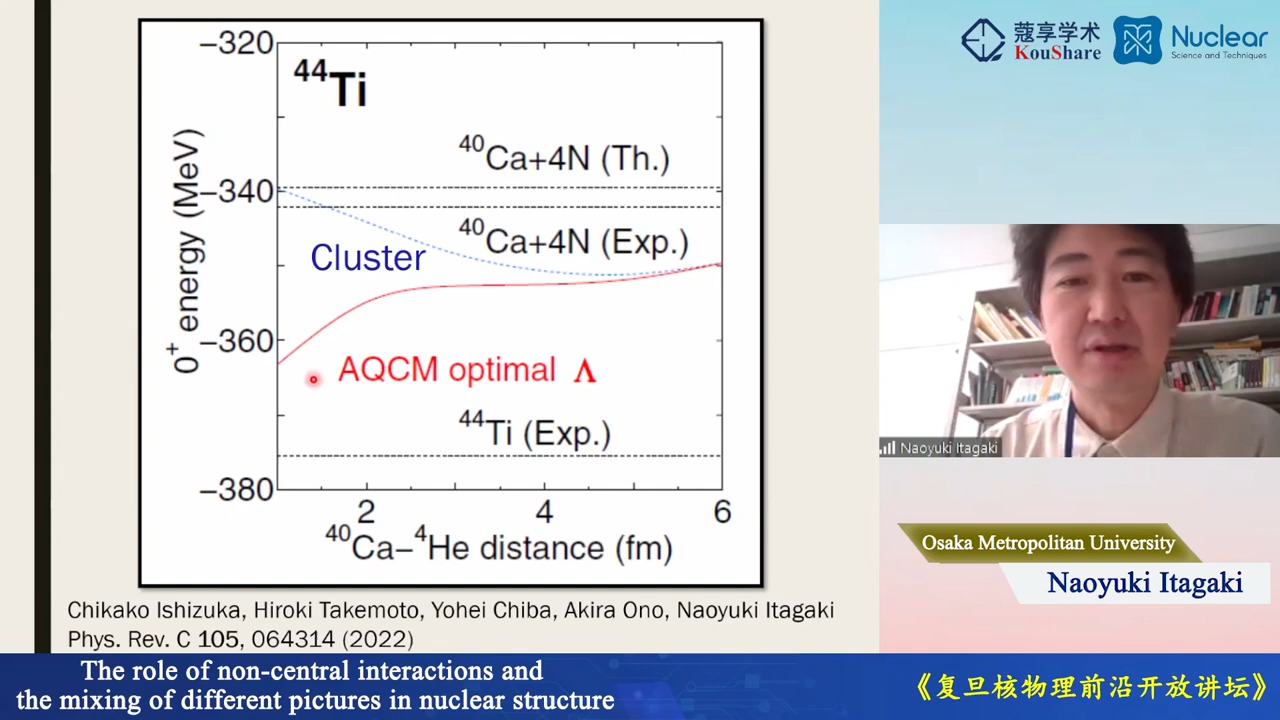 −320
−340
−360
−380
0+ energy (MeV)
44Ti
40Ca+4N (Th.)
40Ca+4N (Exp.)
Cluster
AQCM optimal Λ
44Ti (Exp.)
2 4 6
40Ca–4He distance (fm)
Chikako Ishizuka, Hiroki Takemoto, Yohei Chiba, Akira Ono, Naoyuki Itagaki
Phys. Rev. C 105, 064314 (2022)
蔻享学术
KouShare
Nuclear
Science and Techniques
Naoyuki Itagaki
Osaka Metropolitan University
Naoyuki Itagaki
The role of non-central interactions and
the mixing of different pictures in nuclear structure
《复旦核物理前沿开放讲坛》